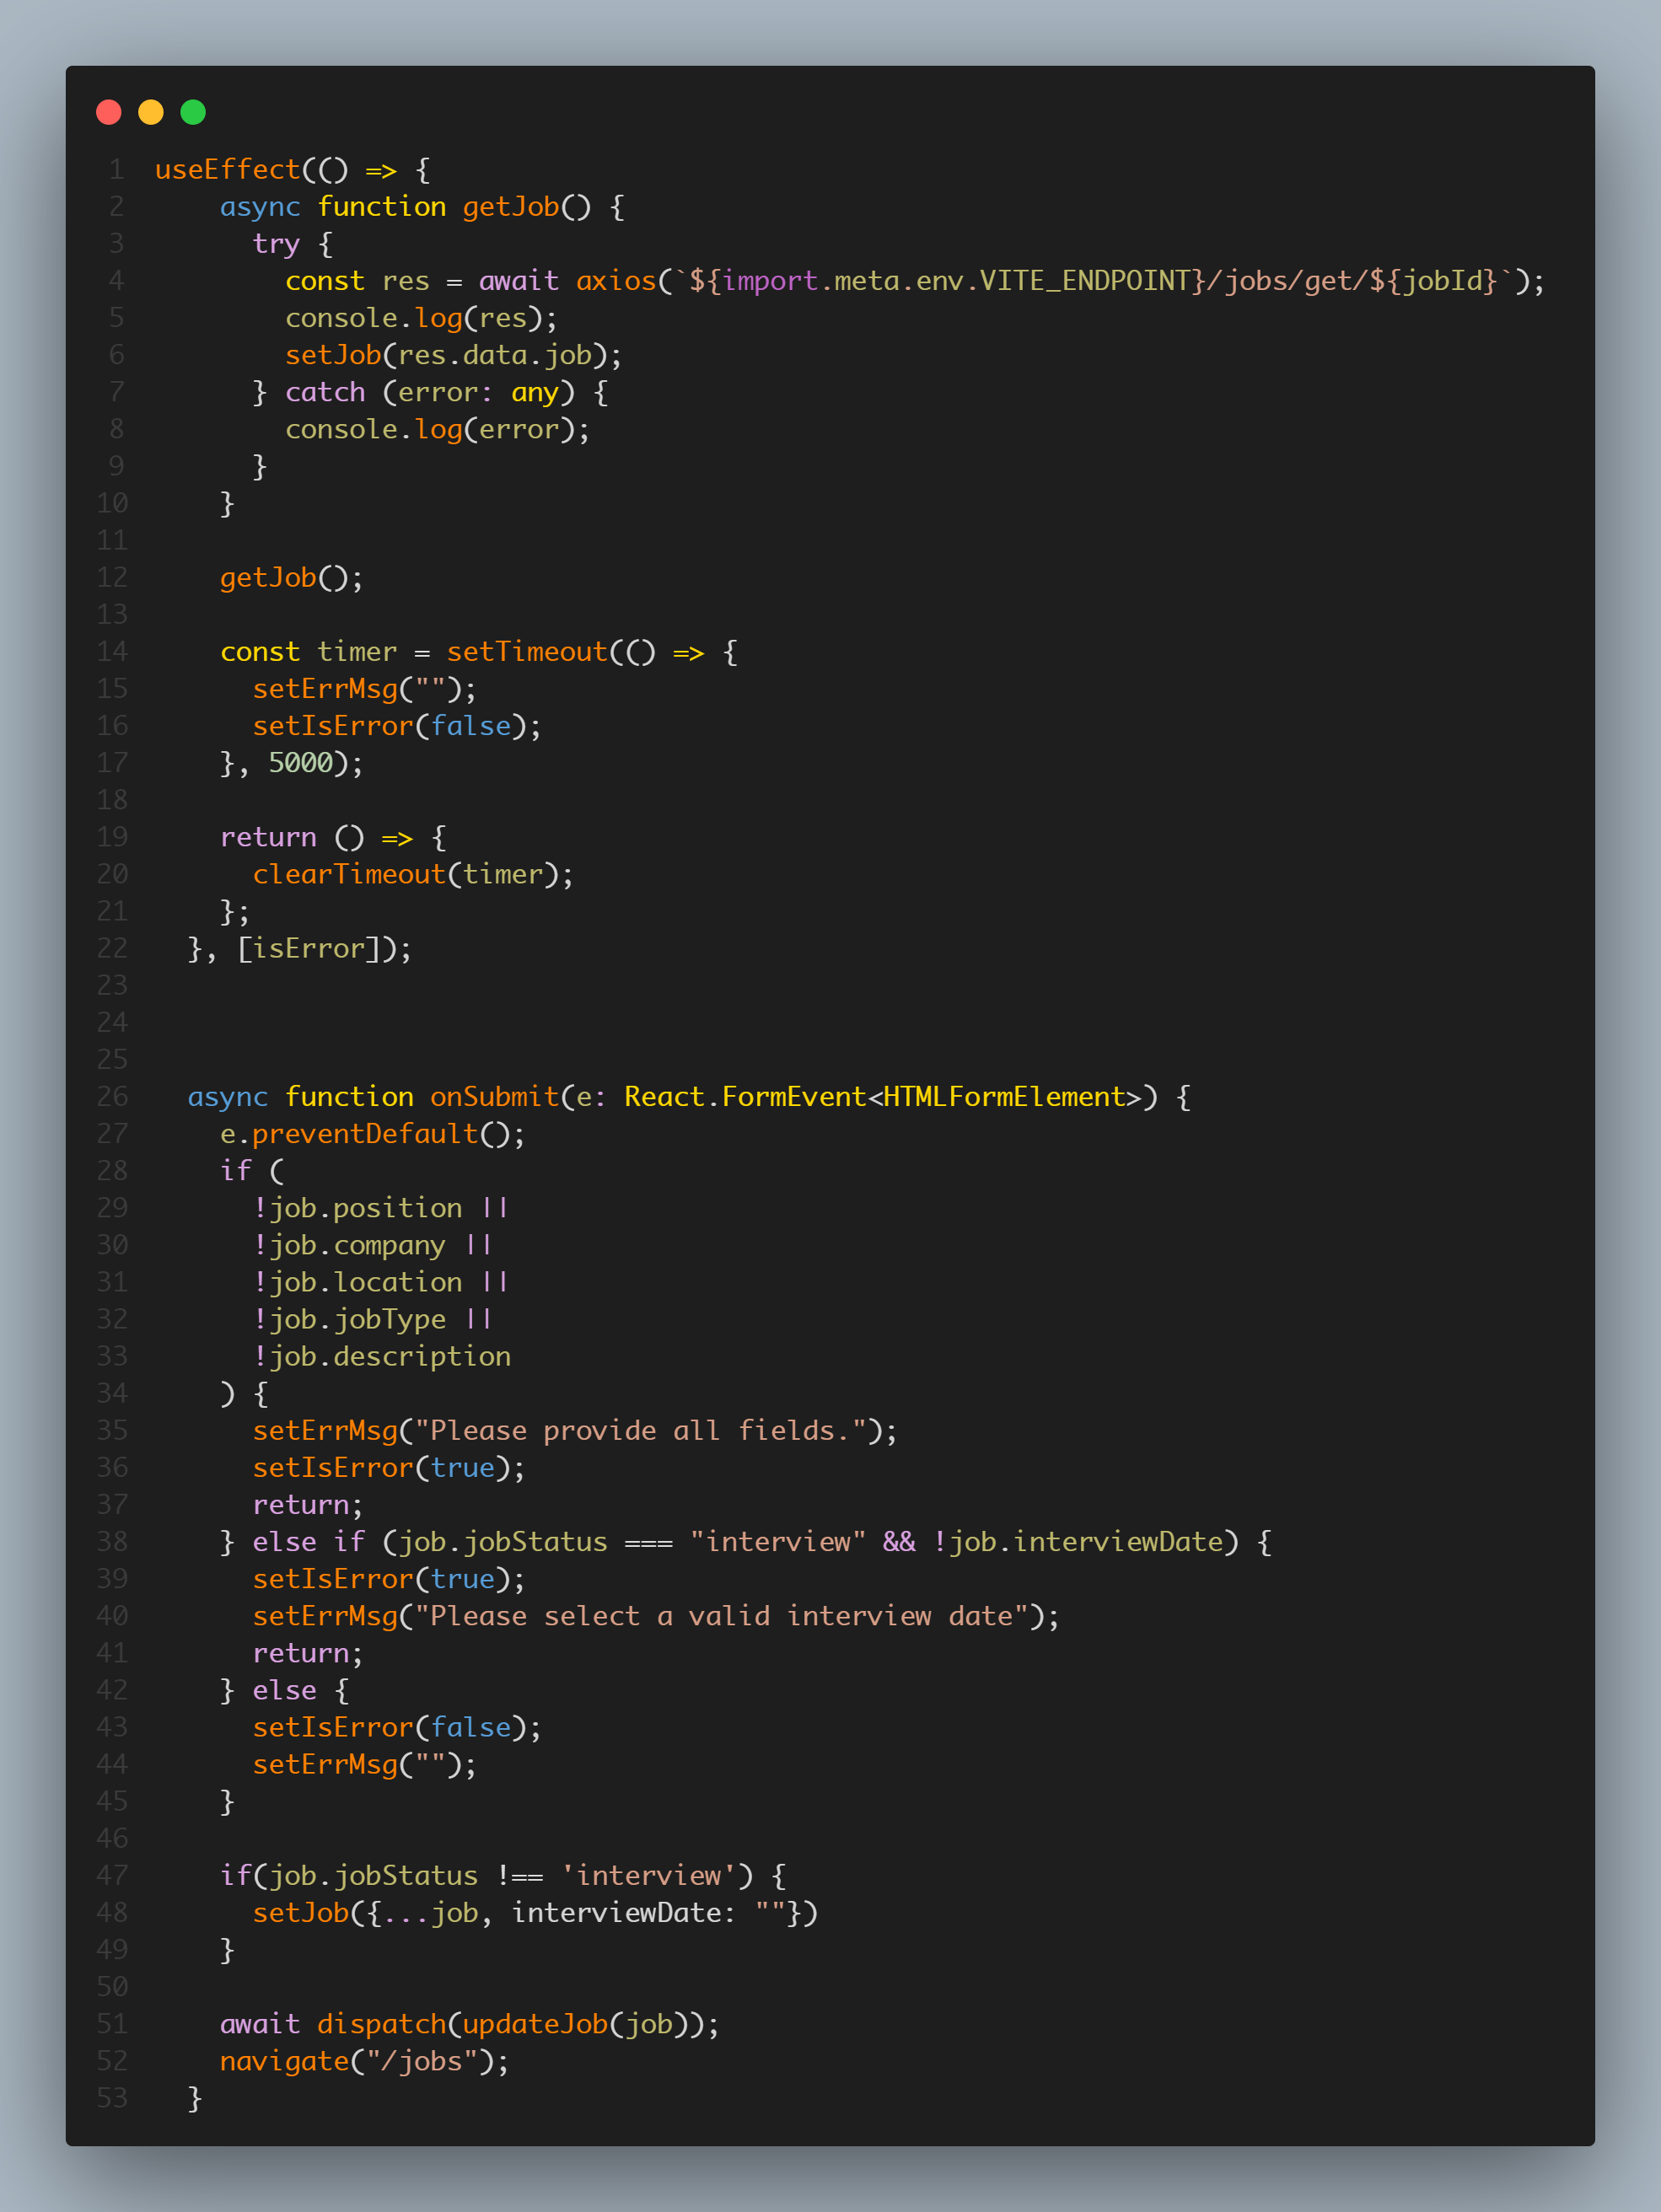 1 useEffect(() => {
2     async function getJob() {
3       try {
4         const res = await axios(`${import.meta.env.VITE_ENDPOINT}/jobs/get/${jobId}`);
5         console.log(res);
6         setJob(res.data.job);
7       } catch (error: any) {
8         console.log(error);
9       }
10     }
11
12     getJob();
13
14     const timer = setTimeout(() => {
15       setErrMsg("");
16       setIsError(false);
17     }, 5000);
18
19     return () => {
20       clearTimeout(timer);
21     };
22   }, [isError]);
23
24
25
26   async function onSubmit(e: React.FormEvent<HTMLFormElement>) {
27     e.preventDefault();
28     if (
29       !job.position ||
30       !job.company ||
31       !job.location ||
32       !job.jobType ||
33       !job.description
34     ) {
35       setErrMsg("Please provide all fields.");
36       setIsError(true);
37       return;
38     } else if (job.jobStatus === "interview" && !job.interviewDate) {
39       setIsError(true);
40       setErrMsg("Please select a valid interview date");
41       return;
42     } else {
43       setIsError(false);
44       setErrMsg("");
45     }
46
47     if(job.jobStatus !== 'interview') {
48       setJob({...job, interviewDate: ""})
49     }
50
51     await dispatch(updateJob(job));
52     navigate("/jobs");
53   }